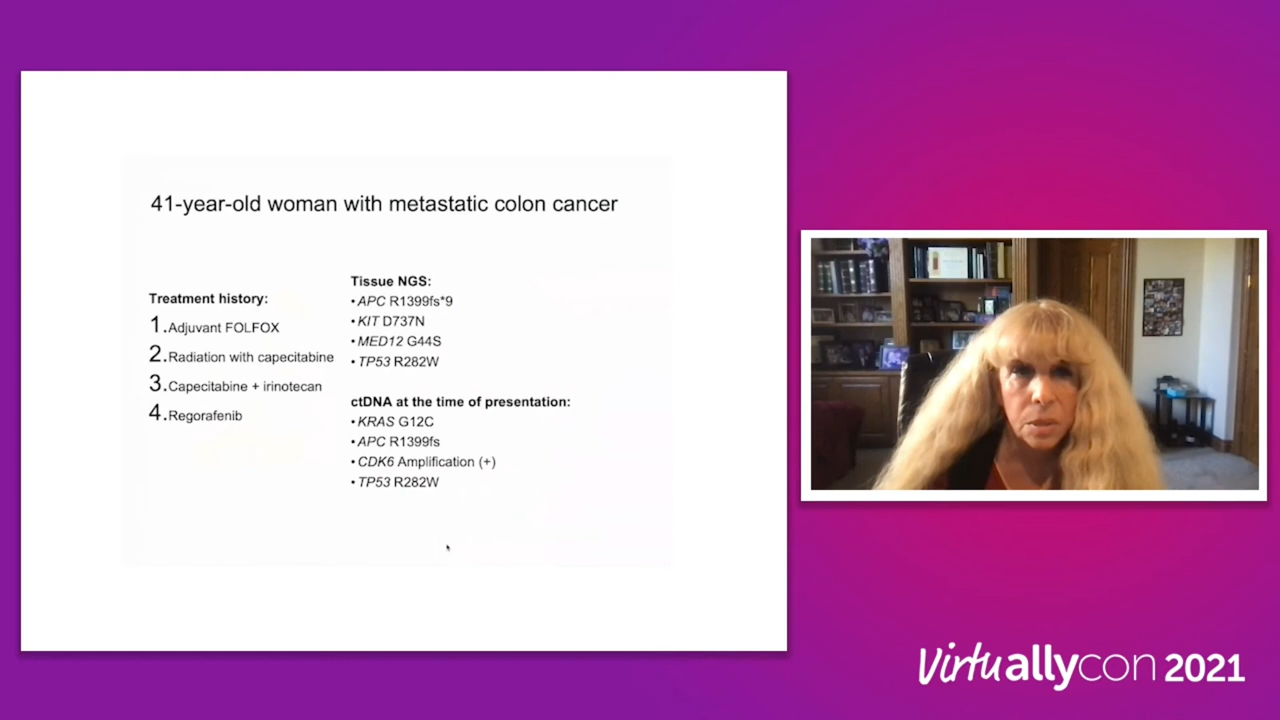 41-year-old woman with metastatic colon cancer
Treatment history:
1.Adjuvant FOLFOX
2.Radiation with capecitabine
3.Capecitabine + irinotecan
4.Regorafenib
Tissue NGS:
• APC R1399fs*9
• KIT D737N
• MED12 G44S
• TP53 R282W
ctDNA at the time of presentation:
• KRAS G12C
• APC R1399fs
• CDK6 Amplification (+)
• TP53 R282W
Virtuallycon 2021